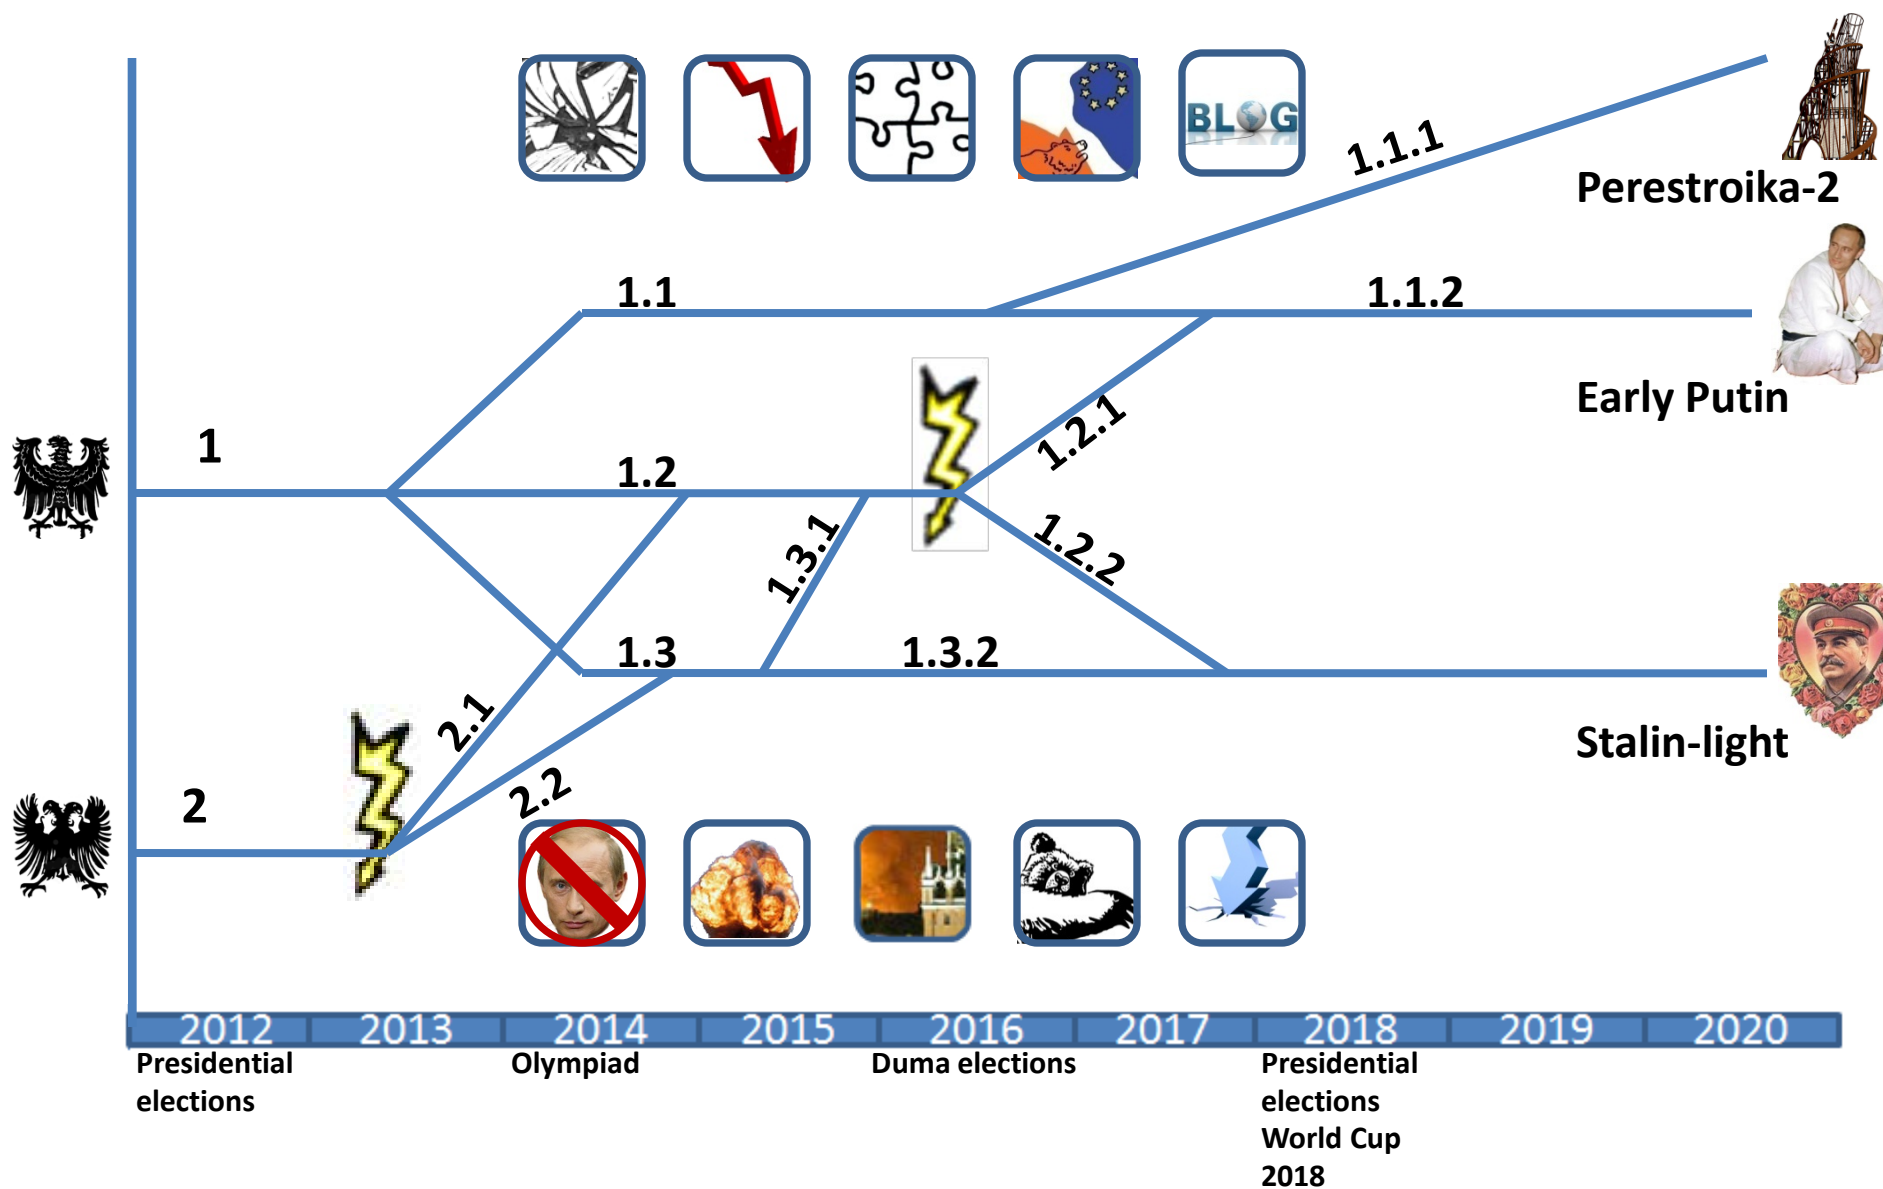 BLOG
1.1.1
Perestroika-2
1.1
1.1.2
Early Putin
1
1.2
1.2.1
1.3.1
1.2.2
1.3
1.3.2
2.1
Stalin-light
2
2.2
2012 2013 2014 2015 2016 2017 2018 2019 2020
Presidential
elections
Olympiad
Duma elections
Presidential
elections
World Cup
2018